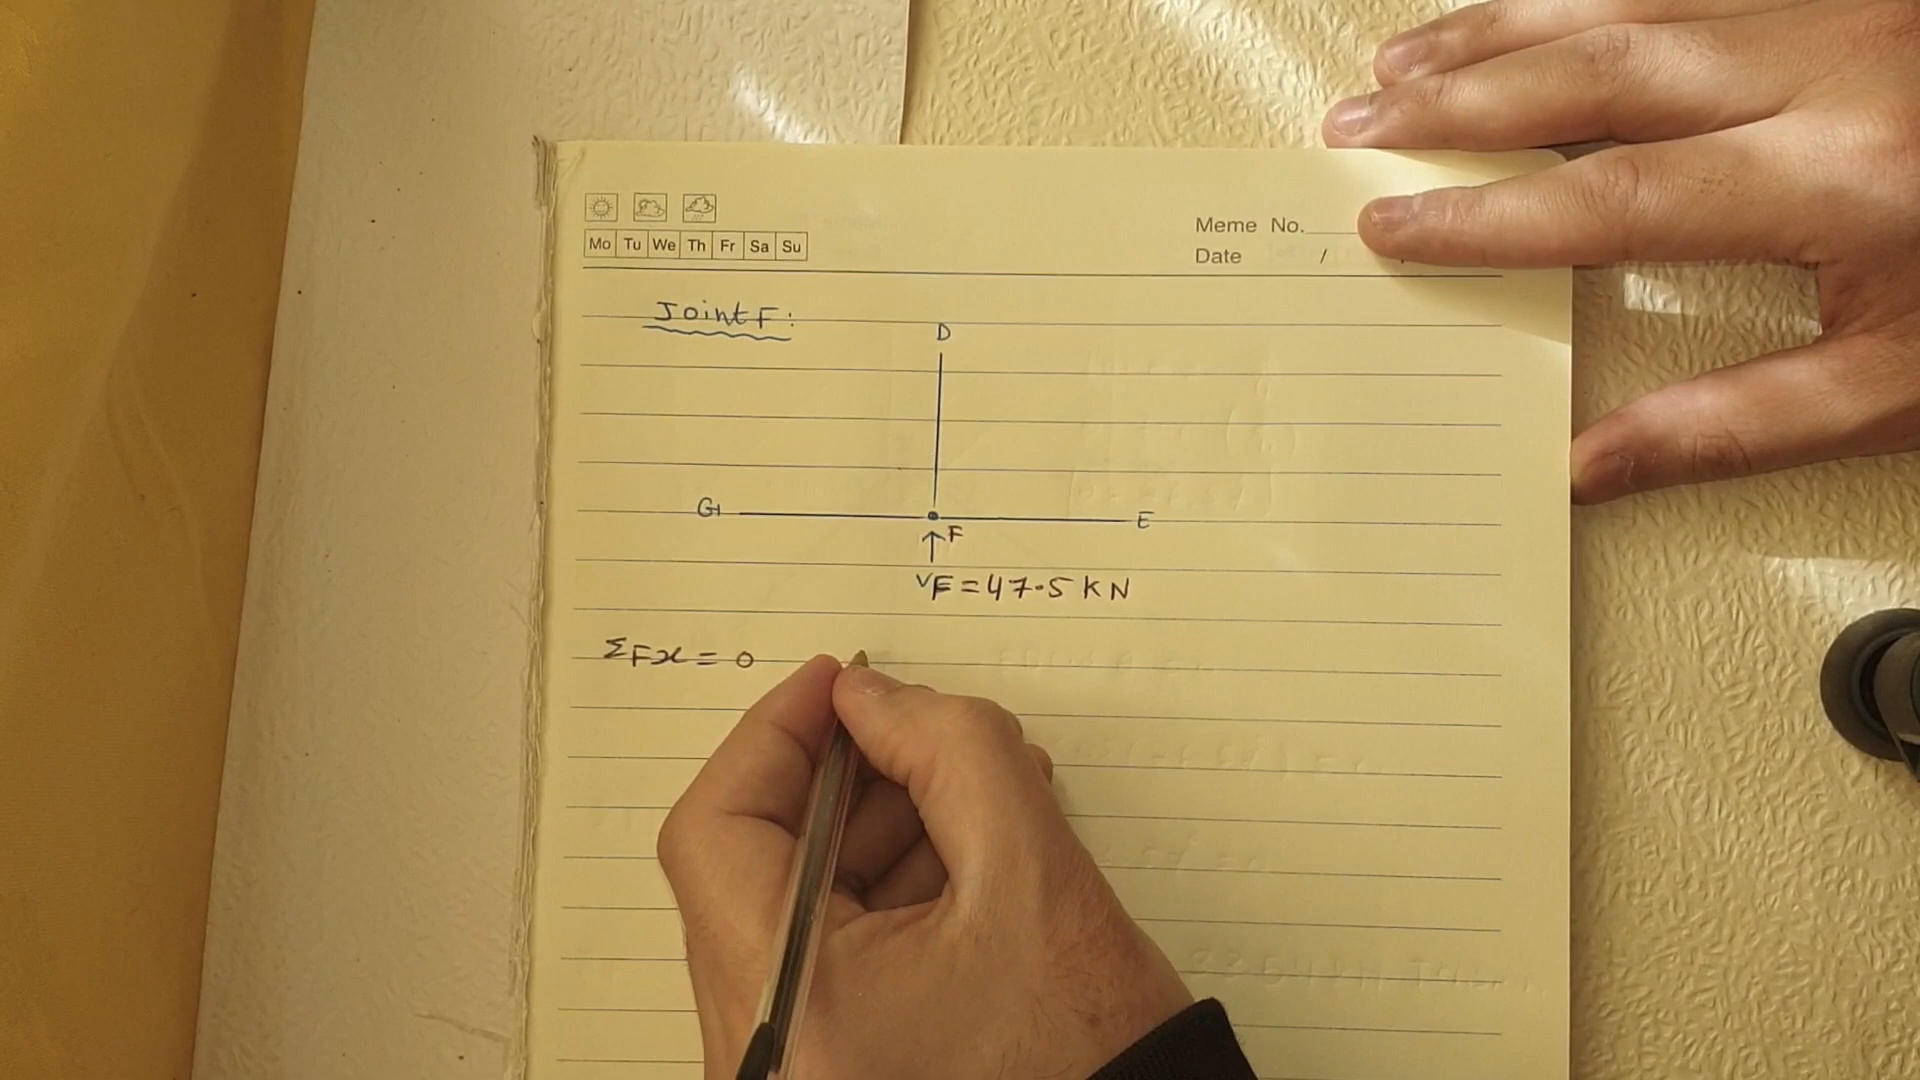 Mo Tu We Th Fr Sa Su
Meme No.
Date /
Joint F:
D
G
E
F
VF = 47.5 KN
ΣFx = 0